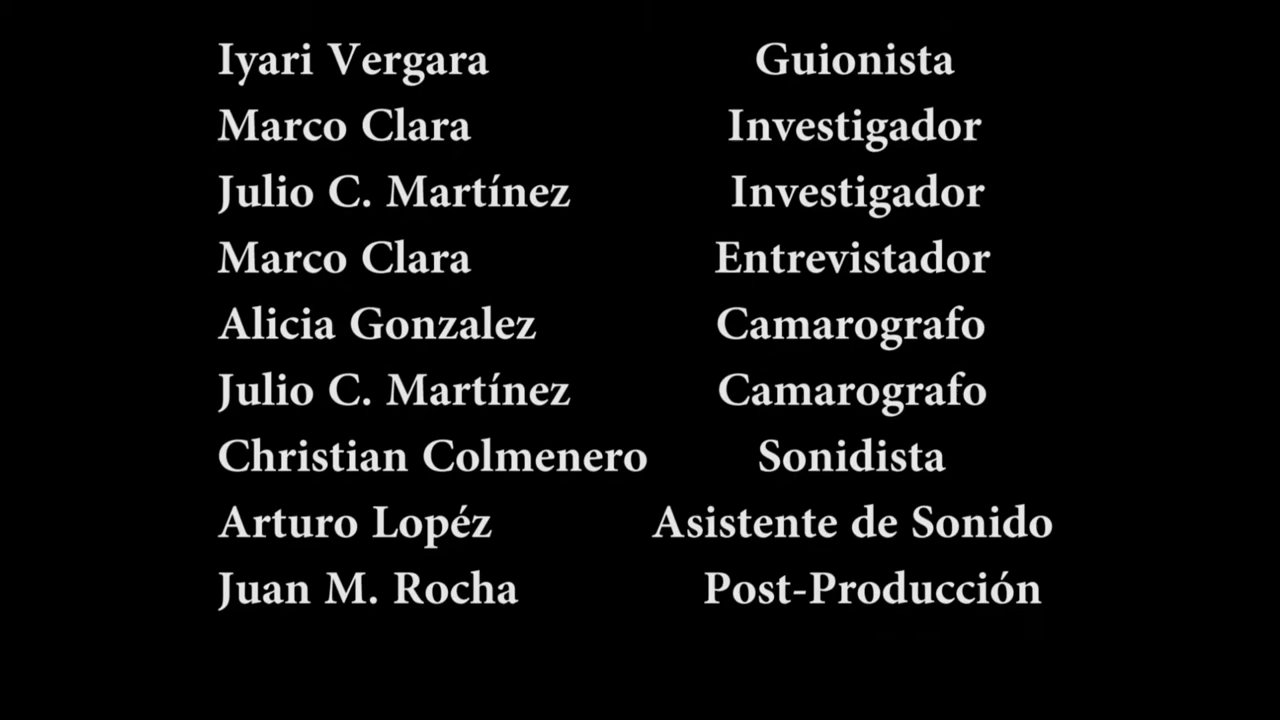 Iyari Vergara Guionista
Marco Clara Investigador
Julio C. Martínez Investigador
Marco Clara Entrevistador
Alicia Gonzalez Camarografo
Julio C. Martínez Camarografo
Christian Colmenero Sonidista
Arturo Lopéz Asistente de Sonido
Juan M. Rocha Post-Producción